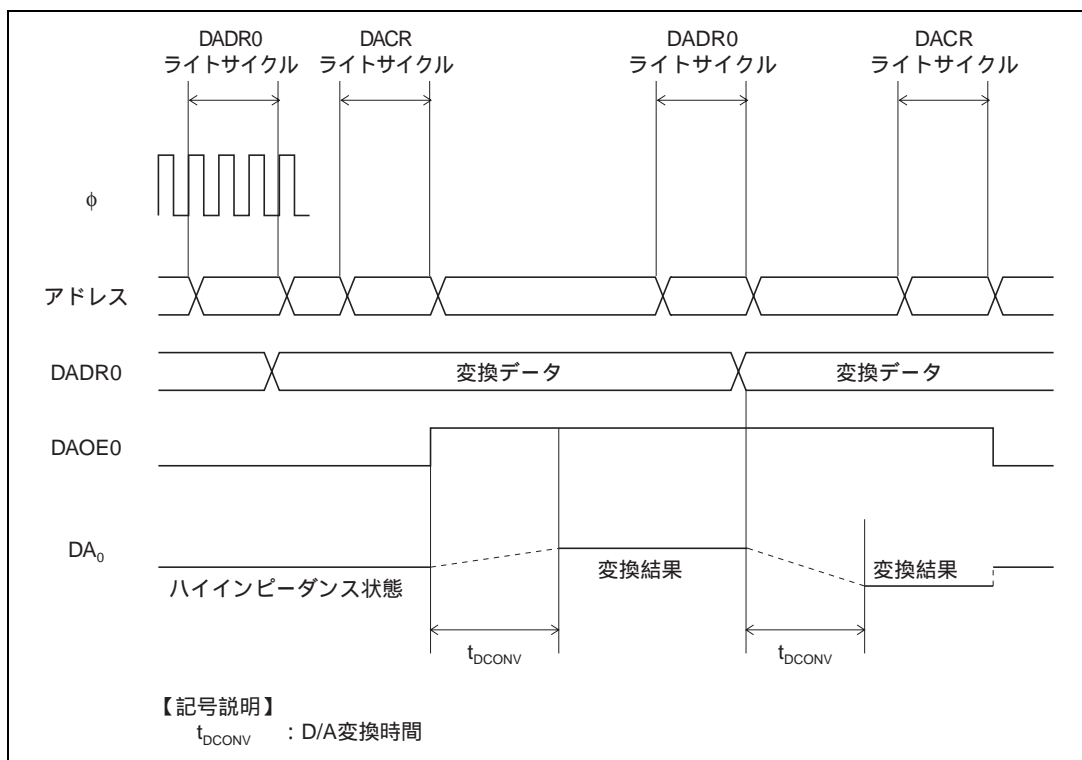 DADR0
ライトサイクル
DACR
ライトサイクル
DADR0
ライトサイクル
DACR
ライトサイクル
φ
アドレス
DADR0
変換データ
変換データ
DAOE0
DA₀
ハイインピーダンス状態
変換結果
変換結果
tDCONV
tDCONV
【記号説明】
tDCONV :D/A変換時間